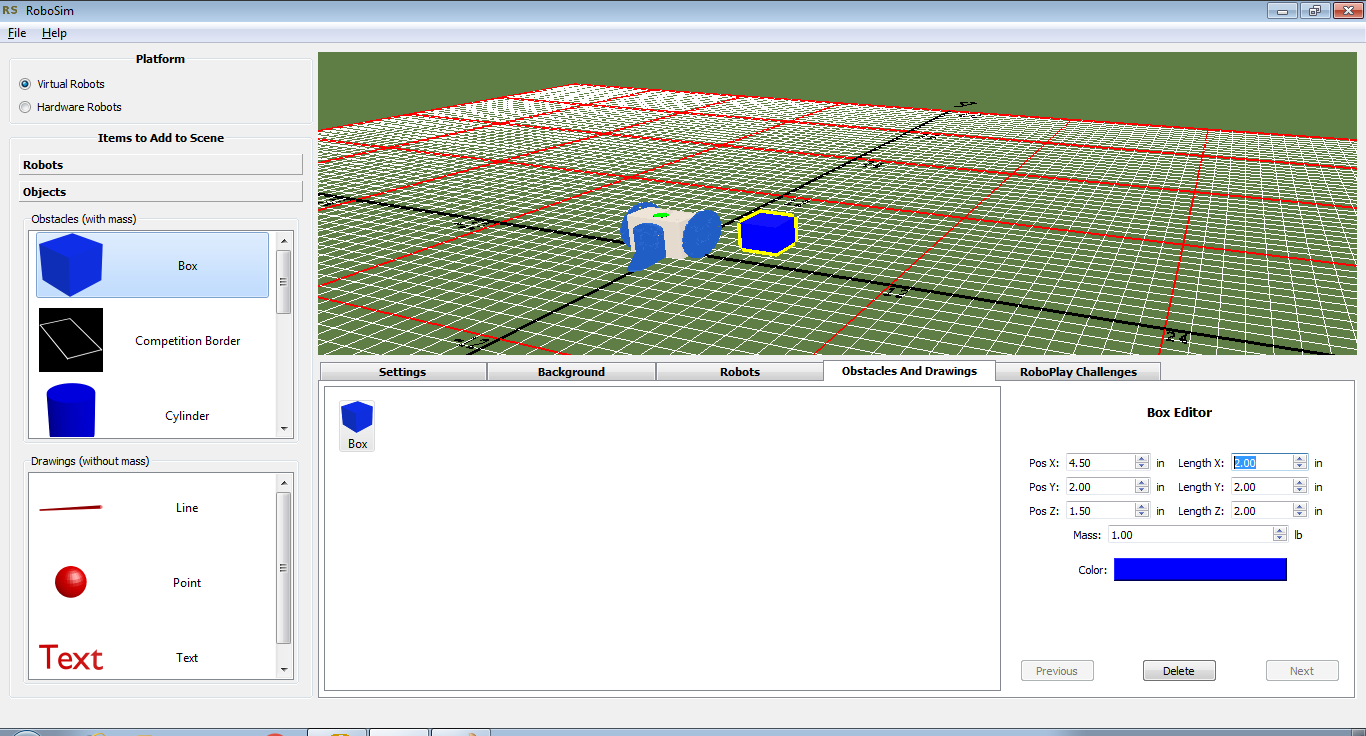 RS RoboSim
File Help
Platform
Virtual Robots
Hardware Robots
Items to Add to Scene
Robots
Objects
Obstacles (with mass)
Box
Competition Border
Cylinder
Drawings (without mass)
Line
Point
Text Text
Settings Background Robots Obstacles And Drawings RoboPlay Challenges
Box
Box Editor
Pos X: 4.50 in Length X: 2.00 in
Pos Y: 2.00 in Length Y: 2.00 in
Pos Z: 1.50 in Length Z: 2.00 in
Mass: 1.00 lb
Color:
Previous Delete Next